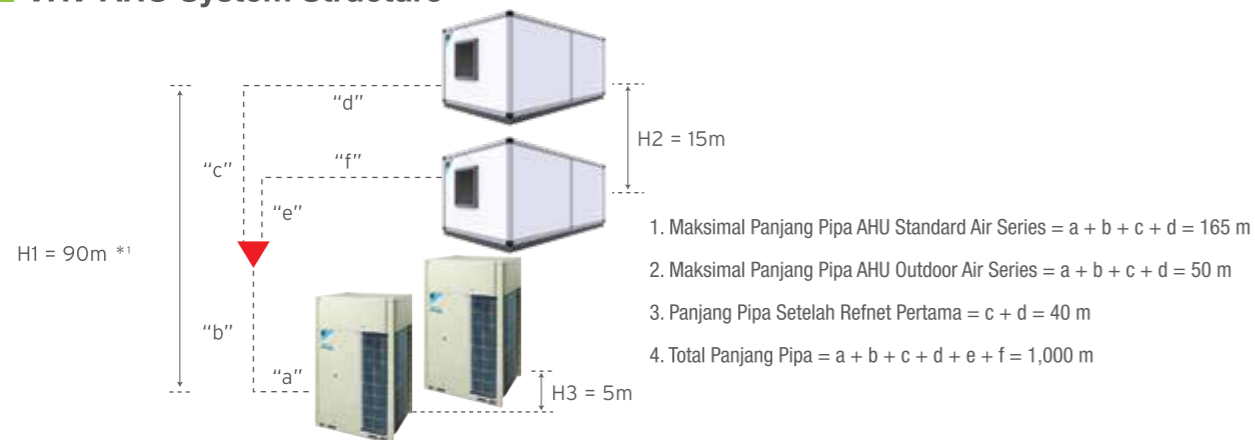 VRV AHU System Structure
"d"
"c"
"f"
"e"
H2 = 15m
H1 = 90m *1
"b"
"a"
H3 = 5m
1. Maksimal Panjang Pipa AHU Standard Air Series = a + b + c + d = 165 m
2. Maksimal Panjang Pipa AHU Outdoor Air Series = a + b + c + d = 50 m
3. Panjang Pipa Setelah Refnet Pertama = c + d = 40 m
4. Total Panjang Pipa = a + b + c + d + e + f = 1,000 m